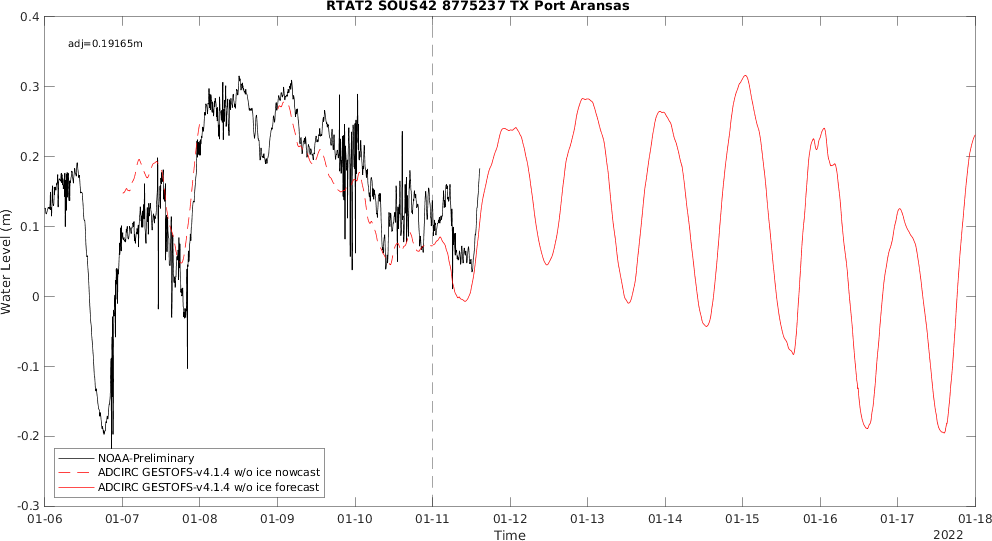 RTAT2 SOUS42 8775237 TX Port Aransas
adj=0.19165m
0.4
0.3
0.2
0.1
0
-0.1
-0.2
-0.3
Water Level (m)
NOAA-Preliminary
ADCIRC GESTOFS-v4.1.4 w/o ice nowcast
ADCIRC GESTOFS-v4.1.4 w/o ice forecast
01-06 01-07 01-08 01-09 01-10 01-11 01-12 01-13 01-14 01-15 01-16 01-17 01-18
Time
2022